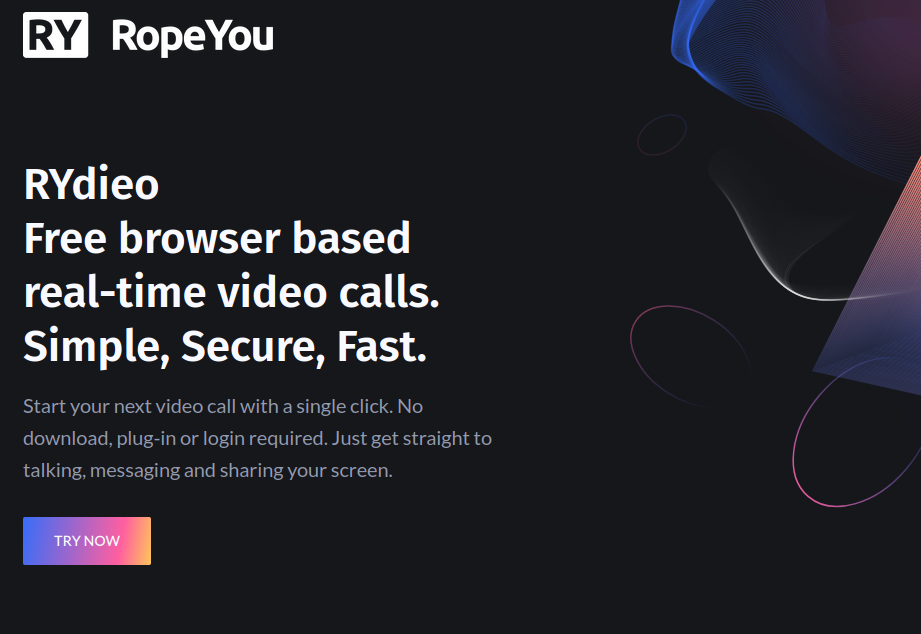 RY RopeYou
RYdieo
Free browser based
real-time video calls.
Simple, Secure, Fast.
Start your next video call with a single click. No
download, plug-in or login required. Just get straight to
talking, messaging and sharing your screen.
TRY NOW